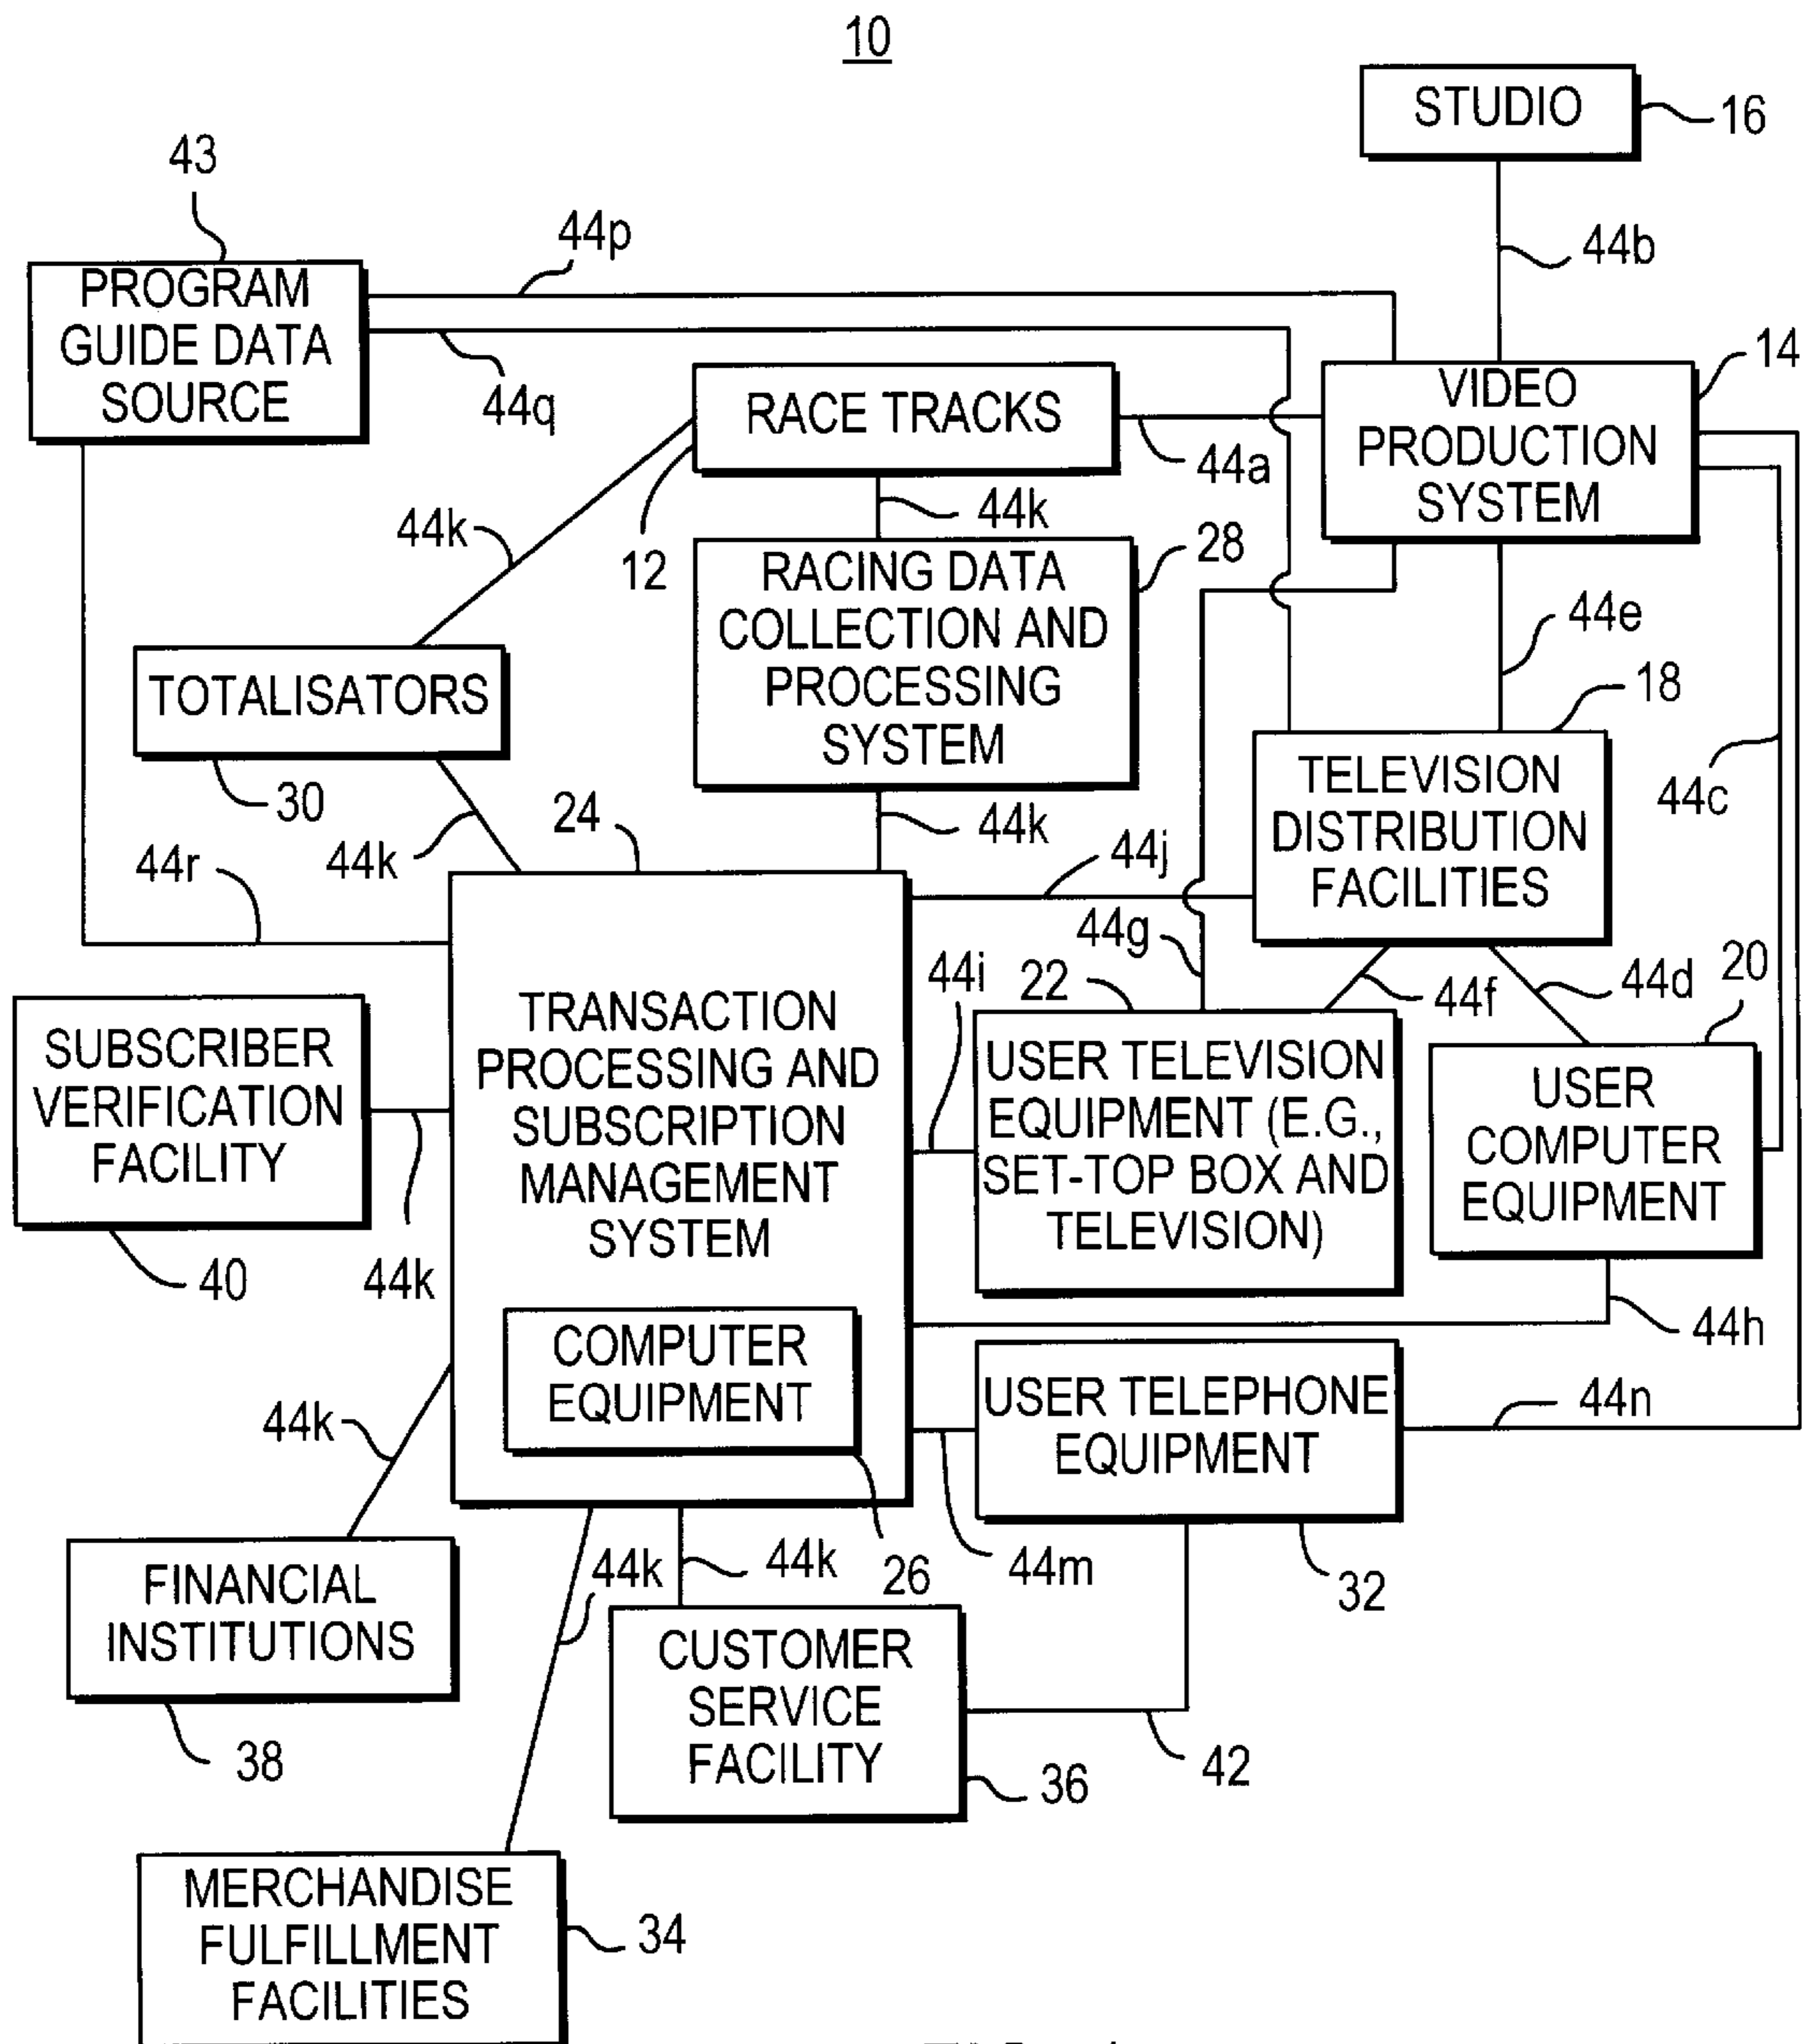 10
STUDIO
16
43
44p
44b
PROGRAM
GUIDE DATA
SOURCE
44q
RACE TRACKS
44a
VIDEO
PRODUCTION
SYSTEM
14
44k
12
44k
28
RACING DATA
COLLECTION AND
PROCESSING
SYSTEM
44e
18
TOTALISATORS
30
44k
24
44k
44j
TELEVISION
DISTRIBUTION
FACILITIES
44c
44r
44g
44i
22
44f
44d
20
SUBSCRIBER
VERIFICATION
FACILITY
40
44k
TRANSACTION
PROCESSING AND
SUBSCRIPTION
MANAGEMENT
SYSTEM
USER TELEVISION
EQUIPMENT (E.G.,
SET-TOP BOX AND
TELEVISION)
USER
COMPUTER
EQUIPMENT
44h
COMPUTER
EQUIPMENT
USER TELEPHONE
EQUIPMENT
44n
44k
FINANCIAL
INSTITUTIONS
38
44k
44k
26
44m
32
CUSTOMER
SERVICE
FACILITY
36
42
MERCHANDISE
FULFILLMENT
FACILITIES
34